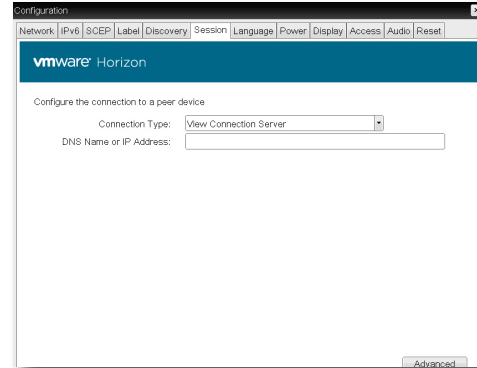 Configuration
Network IPv6 SCEP Label Discovery Session Language Power Display Access Audio Reset
vmware Horizon
Configure the connection to a peer device
Connection Type: View Connection Server
DNS Name or IP Address:
Advanced